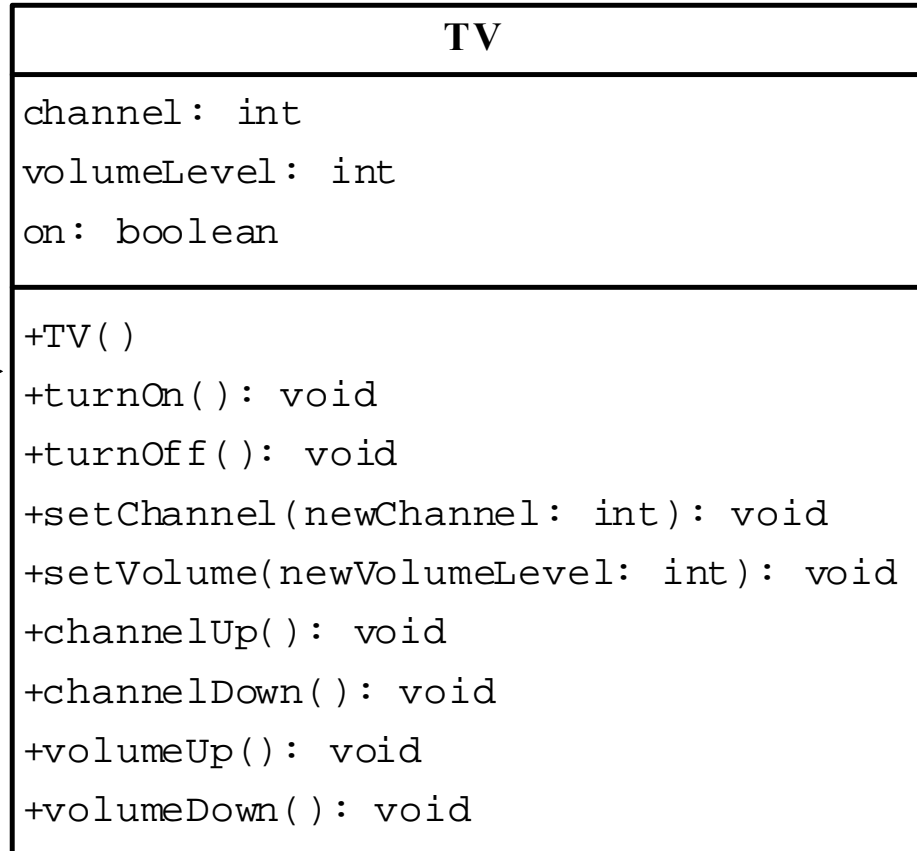 TV
channel: int
volumeLevel: int
on: boolean
+TV()
+turnOn(): void
+turnOff(): void
+setChannel(newChannel: int): void
+setVolume(newVolumeLevel: int): void
+channelUp(): void
+channelDown(): void
+volumeUp(): void
+volumeDown(): void